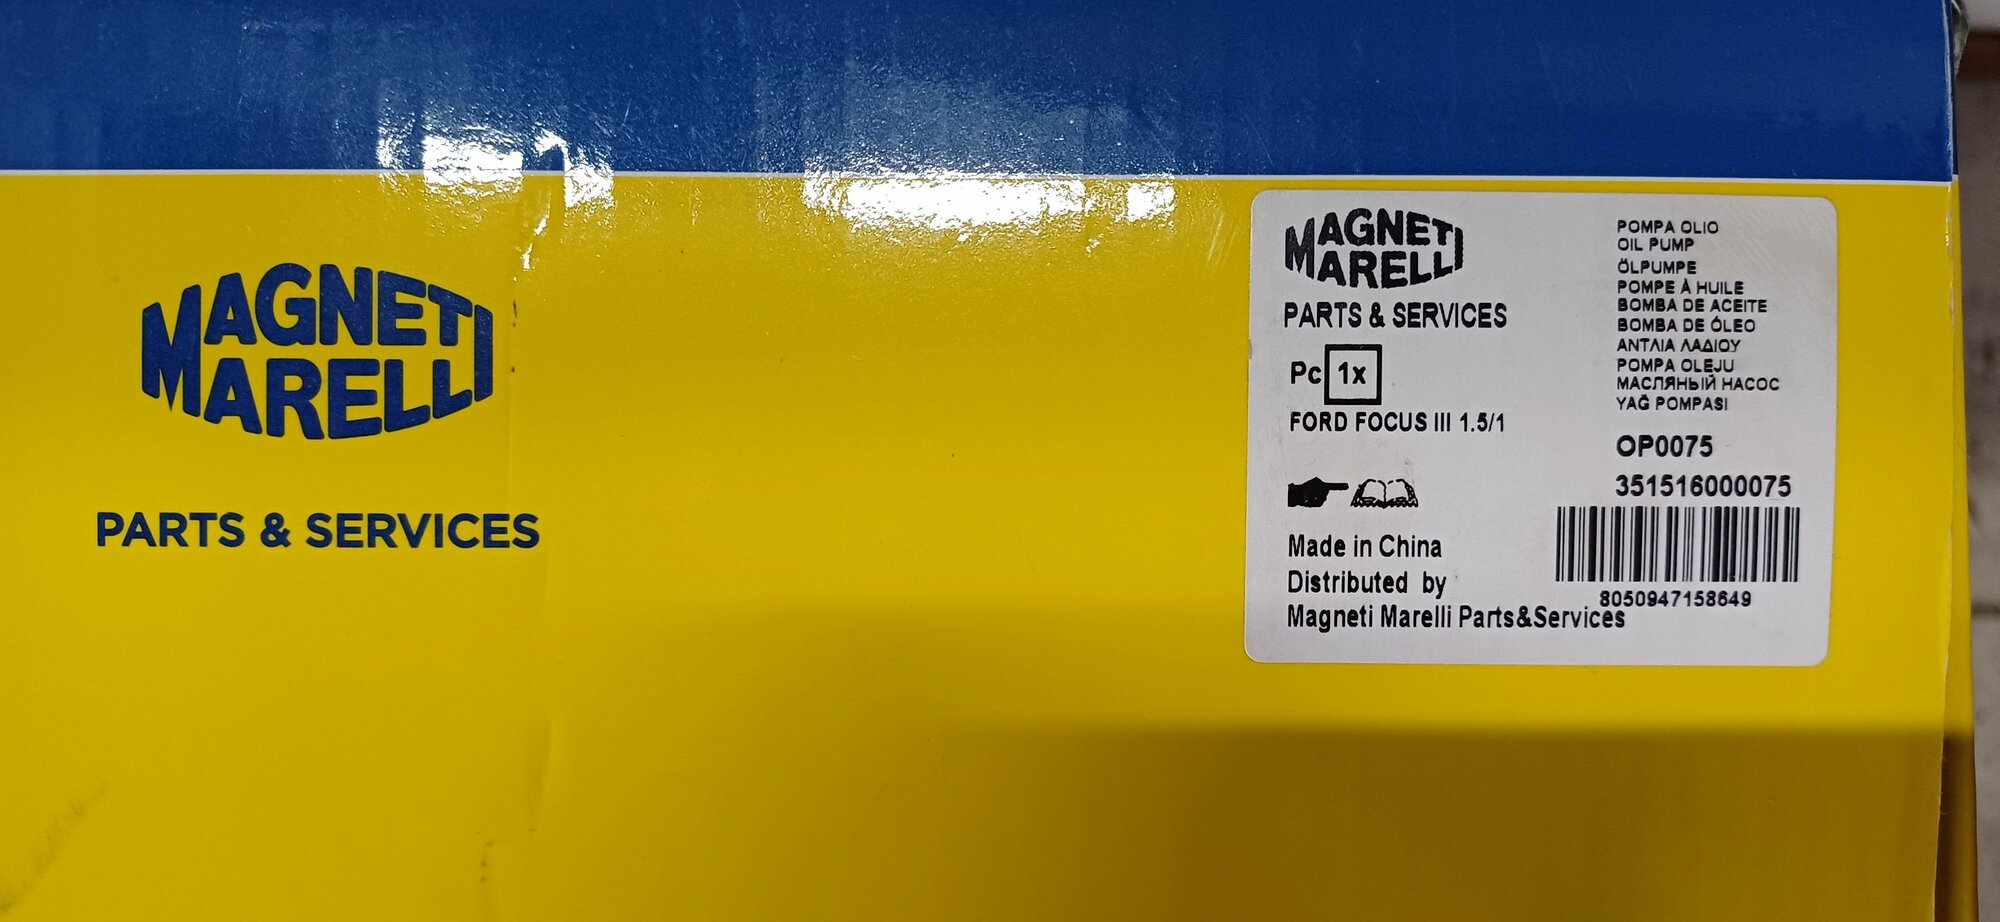 MAGNETI
MARELLI
PARTS & SERVICES
MAGNETI
MARELLI
PARTS & SERVICES
Pc 1x
FORD FOCUS III 1.5/1
Made in China
Distributed by
Magneti Marelli Parts&Services
POMPA OLIO
OIL PUMP
ÖLPUMPE
POMPE À HUILE
BOMBA DE ACEITE
BOMBA DE ÓLEO
ΑΝΤΛΙΑ ΛΑΔΙΟΥ
POMPA OLEJU
МАСЛЯНЫЙ НАСОС
YAĞ POMPASI
OP0075
351516000075
8050947158649